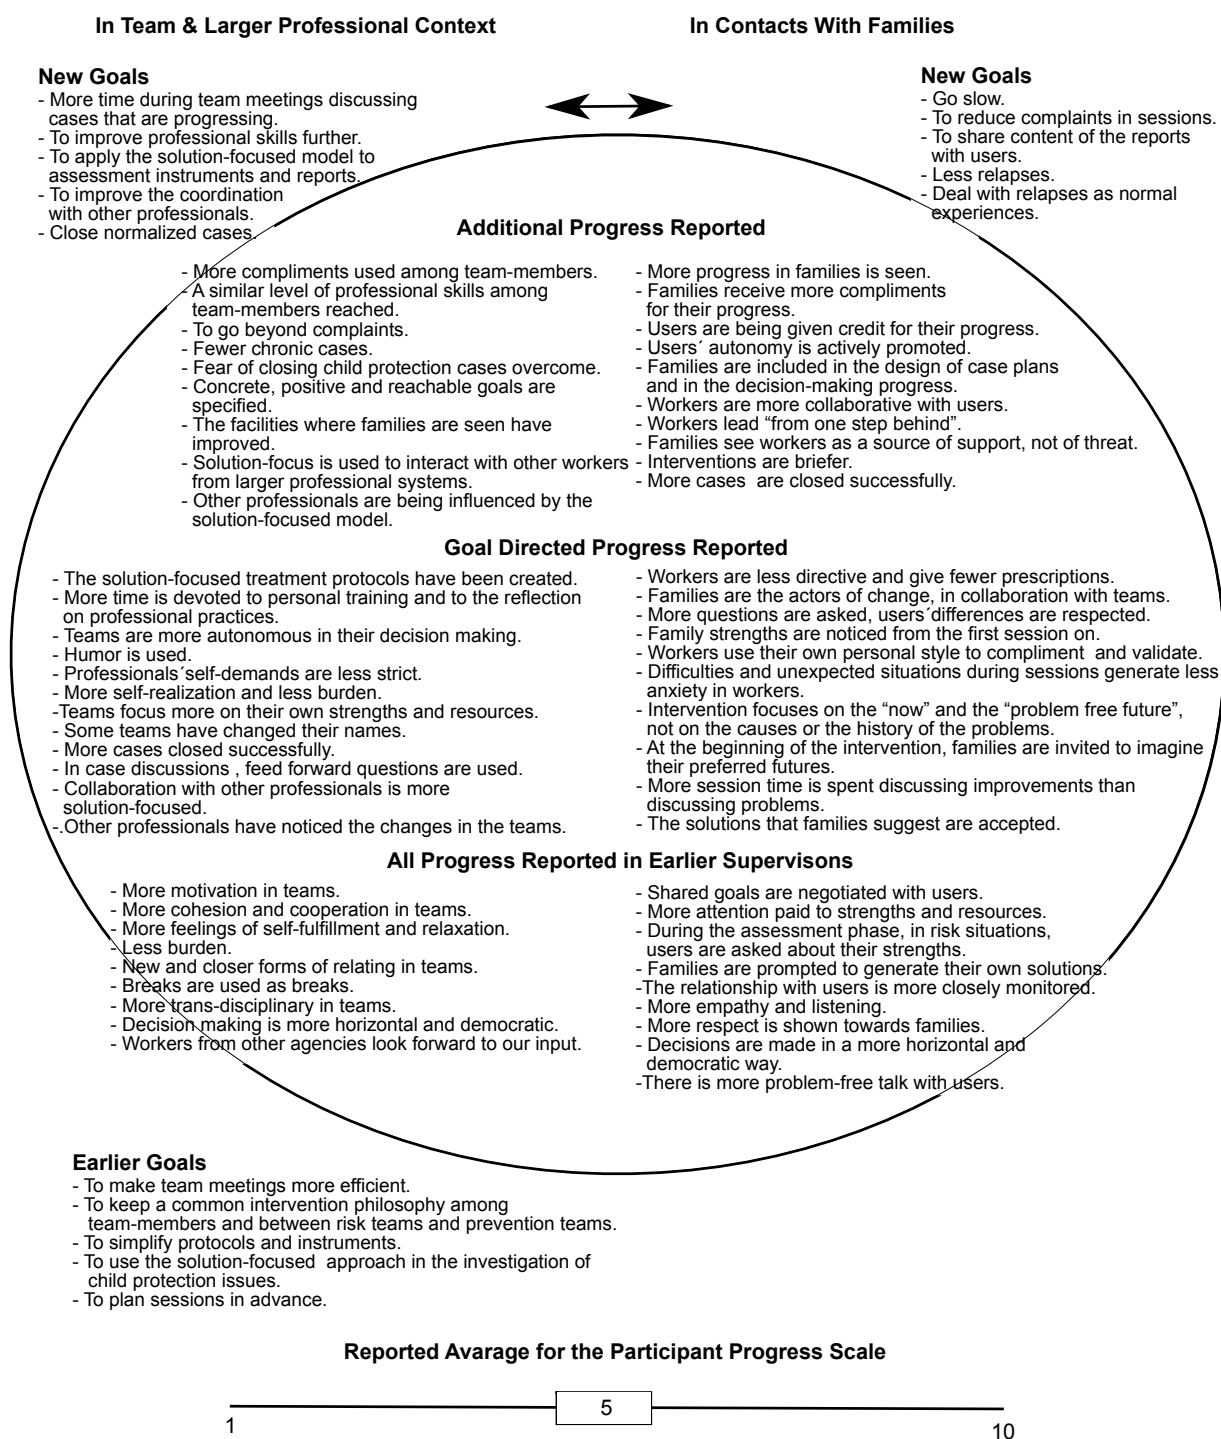 In Team & Larger Professional Context
In Contacts With Families
New Goals
- More time during team meetings discussing
cases that are progressing.
- To improve professional skills further.
- To apply the solution-focused model to
assessment instruments and reports.
- To improve the coordination
with other professionals.
- Close normalized cases.
New Goals
- Go slow.
- To reduce complaints in sessions.
- To share content of the reports
with users.
- Less relapses.
- Deal with relapses as normal
experiences.
Additional Progress Reported
- More compliments used among team-members.
- A similar level of professional skills among
team-members reached.
- To go beyond complaints.
- Fewer chronic cases.
- Fear of closing child protection cases overcome.
- Concrete, positive and reachable goals are
specified.
- The facilities where families are seen have
improved.
- Solution-focus is used to interact with other workers
from larger professional systems.
- Other professionals are being influenced by the
solution-focused model.
- More progress in families is seen.
- Families receive more compliments
for their progress.
- Users are being given credit for their progress.
- Users´ autonomy is actively promoted.
- Families are included in the design of case plans
and in the decision-making progress.
- Workers are more collaborative with users.
- Workers lead “from one step behind”.
- Families see workers as a source of support, not of threat.
- Interventions are briefer.
- More cases are closed successfully.
Goal Directed Progress Reported
- The solution-focused treatment protocols have been created.
- More time is devoted to personal training and to the reflection
on professional practices.
- Teams are more autonomous in their decision making.
- Humor is used.
- Professionals´self-demands are less strict.
- More self-realization and less burden.
-Teams focus more on their own strengths and resources.
- Some teams have changed their names.
- More cases closed successfully.
- In case discussions , feed forward questions are used.
- Collaboration with other professionals is more
solution-focused.
-.Other professionals have noticed the changes in the teams.
- Workers are less directive and give fewer prescriptions.
- Families are the actors of change, in collaboration with teams.
- More questions are asked, users´differences are respected.
- Family strengths are noticed from the first session on.
- Workers use their own personal style to compliment and validate.
- Difficulties and unexpected situations during sessions generate less
anxiety in workers.
- Intervention focuses on the “now” and the “problem free future”,
not on the causes or the history of the problems.
- At the beginning of the intervention, families are invited to imagine
their preferred futures.
- More session time is spent discussing improvements than
discussing problems.
- The solutions that families suggest are accepted.
All Progress Reported in Earlier Supervisons
- More motivation in teams.
- More cohesion and cooperation in teams.
- More feelings of self-fulfillment and relaxation.
- Less burden.
- New and closer forms of relating in teams.
- Breaks are used as breaks.
- More trans-disciplinary in teams.
- Decision making is more horizontal and democratic.
- Workers from other agencies look forward to our input.
- Shared goals are negotiated with users.
- More attention paid to strengths and resources.
- During the assessment phase, in risk situations,
users are asked about their strengths.
- Families are prompted to generate their own solutions.
-The relationship with users is more closely monitored.
- More empathy and listening.
- More respect is shown towards families.
- Decisions are made in a more horizontal and
democratic way.
-There is more problem-free talk with users.
Earlier Goals
- To make team meetings more efficient.
- To keep a common intervention philosophy among
team-members and between risk teams and prevention teams.
- To simplify protocols and instruments.
- To use the solution-focused approach in the investigation of
child protection issues.
- To plan sessions in advance.
Reported Avarage for the Participant Progress Scale
5
1
10